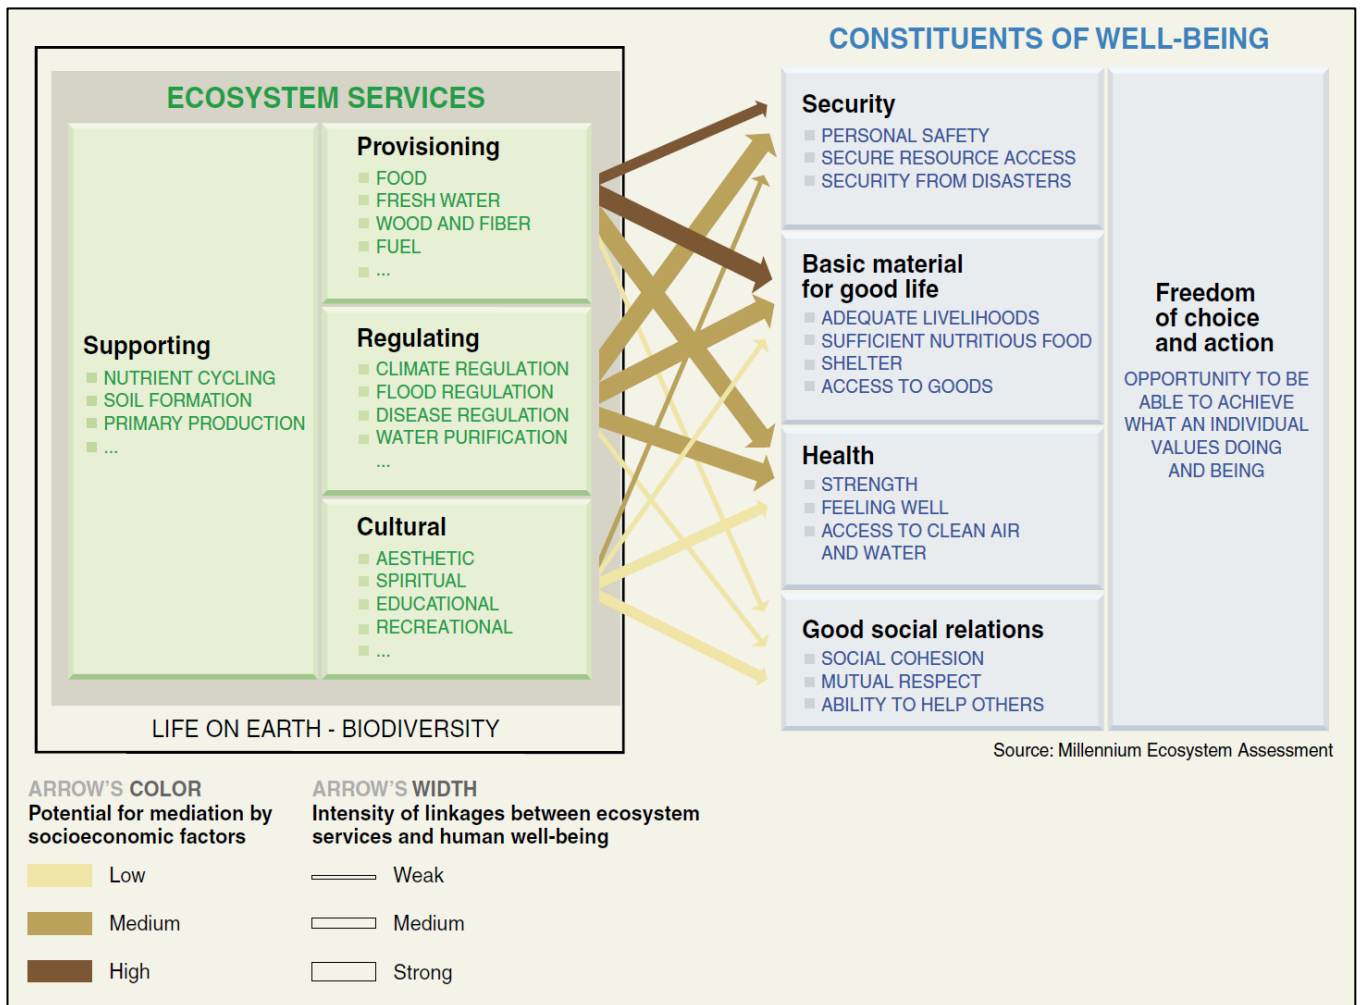 CONSTITUENTS OF WELL-BEING
ECOSYSTEM SERVICES
Supporting
NUTRIENT CYCLING
SOIL FORMATION
PRIMARY PRODUCTION
...
Provisioning
FOOD
FRESH WATER
WOOD AND FIBER
FUEL
...
Regulating
CLIMATE REGULATION
FLOOD REGULATION
DISEASE REGULATION
WATER PURIFICATION
...
Cultural
AESTHETIC
SPIRITUAL
EDUCATIONAL
RECREATIONAL
...
LIFE ON EARTH - BIODIVERSITY
Security
PERSONAL SAFETY
SECURE RESOURCE ACCESS
SECURITY FROM DISASTERS
Basic material
for good life
ADEQUATE LIVELIHOODS
SUFFICIENT NUTRITIOUS FOOD
SHELTER
ACCESS TO GOODS
Health
STRENGTH
FEELING WELL
ACCESS TO CLEAN AIR
AND WATER
Good social relations
SOCIAL COHESION
MUTUAL RESPECT
ABILITY TO HELP OTHERS
Freedom
of choice
and action
OPPORTUNITY TO BE
ABLE TO ACHIEVE
WHAT AN INDIVIDUAL
VALUES DOING
AND BEING
Source: Millennium Ecosystem Assessment
ARROW'S COLOR
Potential for mediation by
socioeconomic factors
Low
Medium
High
ARROW'S WIDTH
Intensity of linkages between ecosystem
services and human well-being
Weak
Medium
Strong